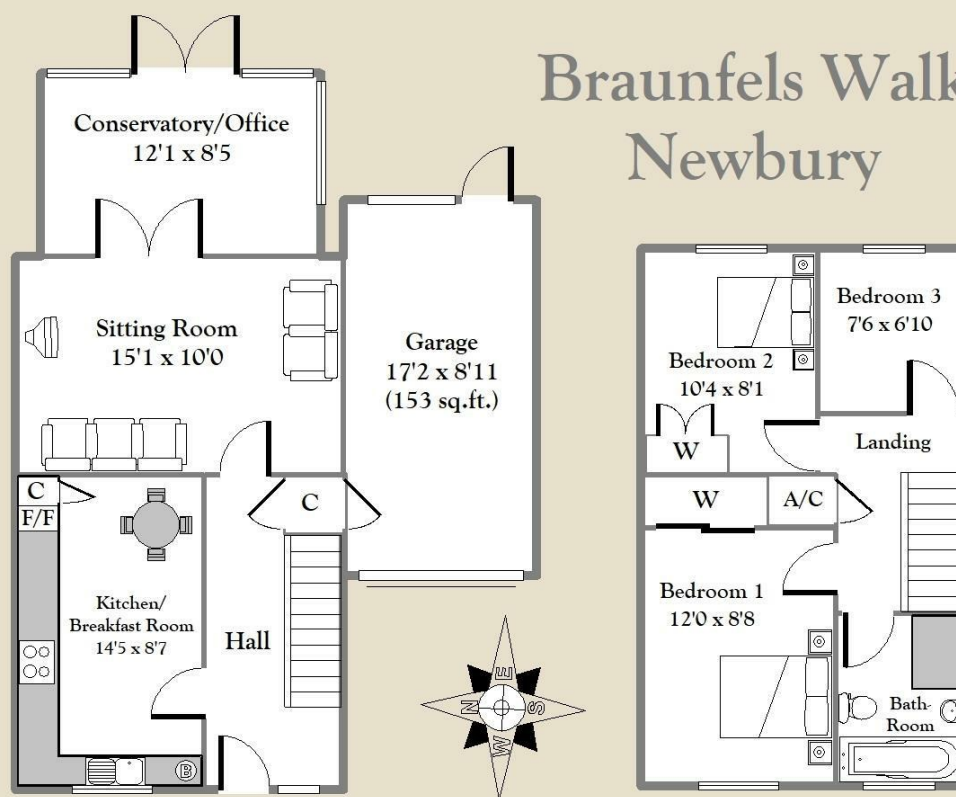 Braunfels Walk
Newbury
Conservatory/Office
12'1 x 8'5
Sitting Room
15'1 x 10'0
Garage
17'2 x 8'11
(153 sq.ft.)
C
F/F
C
Kitchen/
Breakfast Room
14'5 x 8'7
Hall
B
N
E
S
W
Bedroom 2
10'4 x 8'1
W
Bedroom 3
7'6 x 6'10
Landing
W
A/C
Bedroom 1
12'0 x 8'8
Bath-
Room